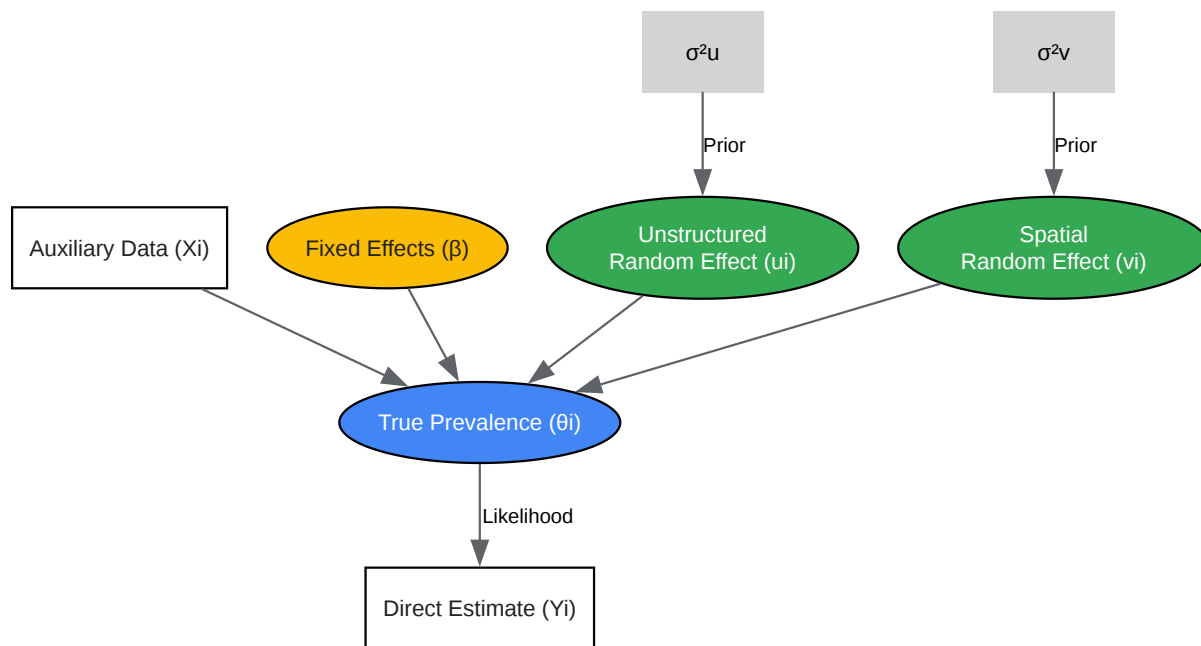 σ²u
σ²v
Prior
Prior
Auxiliary Data (Xi)
Fixed Effects (β)
Unstructured
Random Effect (ui)
Spatial
Random Effect (vi)
True Prevalence (θi)
Likelihood
Direct Estimate (Yi)